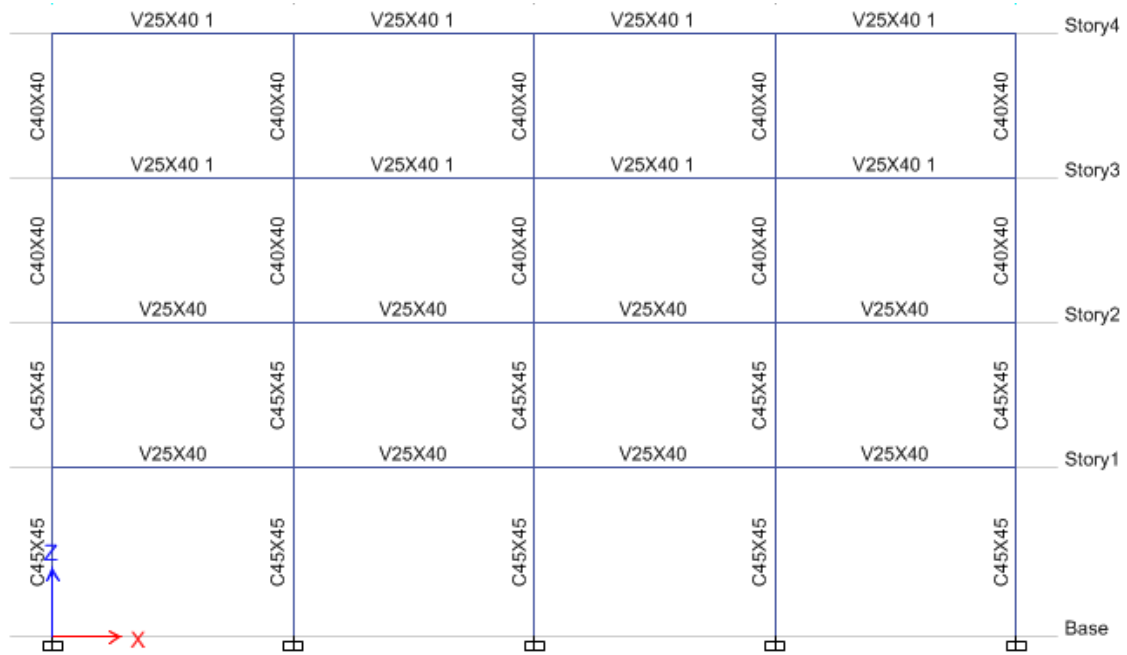 V25X40 1 V25X40 1 V25X40 1 V25X40 1
Story4
C40X40 C40X40 C40X40 C40X40 C40X40
V25X40 1 V25X40 1 V25X40 1 V25X40 1
Story3
C40X40 C40X40 C40X40 C40X40 C40X40
V25X40 V25X40 V25X40 V25X40
Story2
C45X45 C45X45 C45X45 C45X45 C45X45
V25X40 V25X40 V25X40 V25X40
Story1
C45X45 C45X45 C45X45 C45X45 C45X45
Z
X
Base